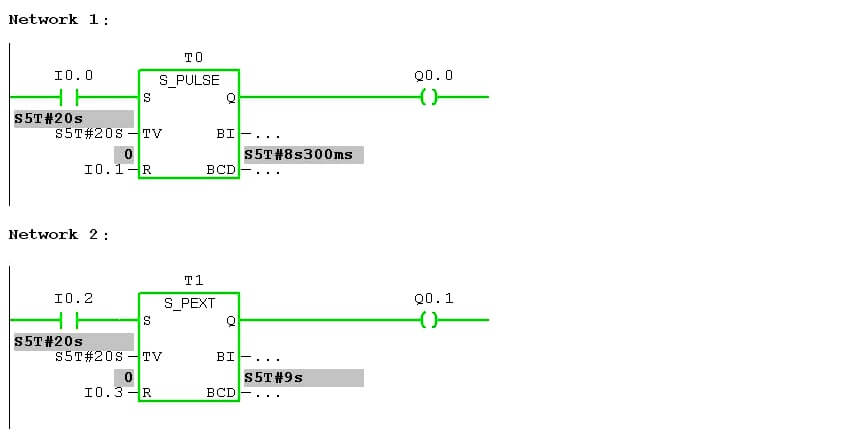 Network 1:
T0
I0.0
S_PULSE
Q0.0
S
Q
S5T#20s
S5T#20S
TV
BI
...
0
S5T#8s300ms
I0.1
R
BCD
...
Network 2:
T1
I0.2
S_PEXT
Q0.1
S
Q
S5T#20s
S5T#20S
TV
BI
...
0
S5T#9s
I0.3
R
BCD
...